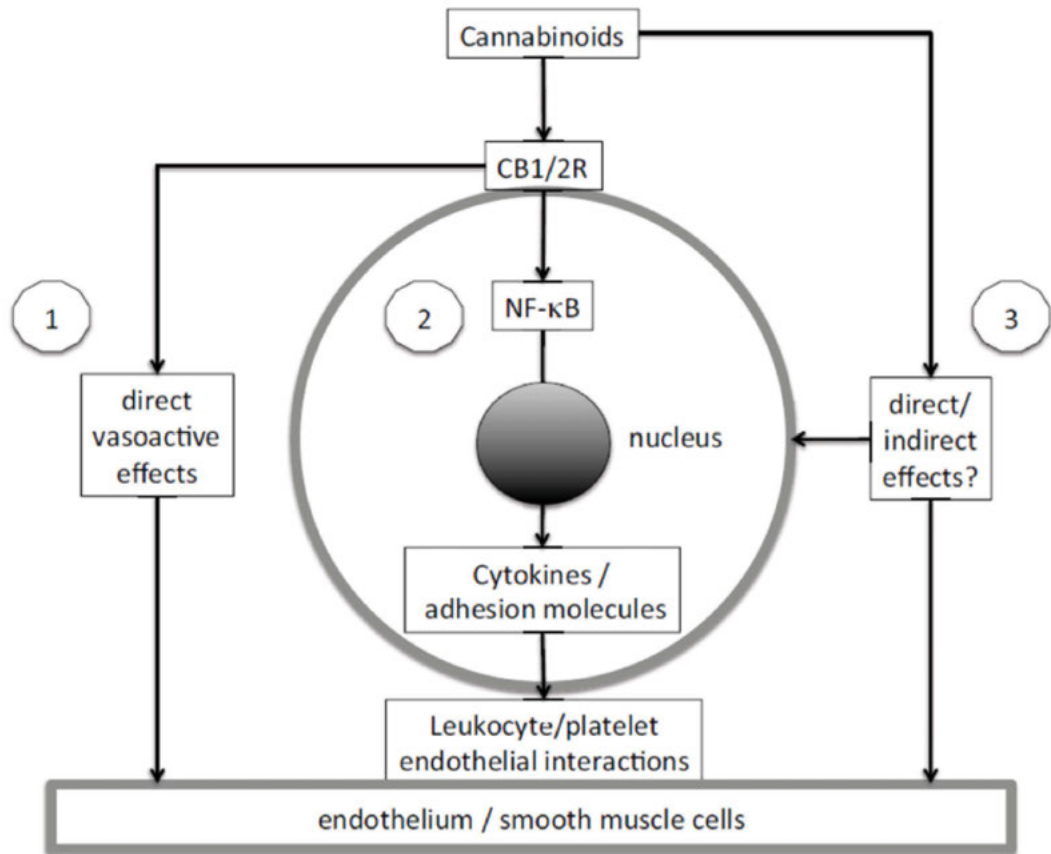 Cannabinoids
CB1/2R
1
2
NF-κB
3
direct
vasoactive
effects
nucleus
direct/
indirect
effects?
Cytokines /
adhesion molecules
Leukocyte/platelet
endothelial interactions
endothelium / smooth muscle cells